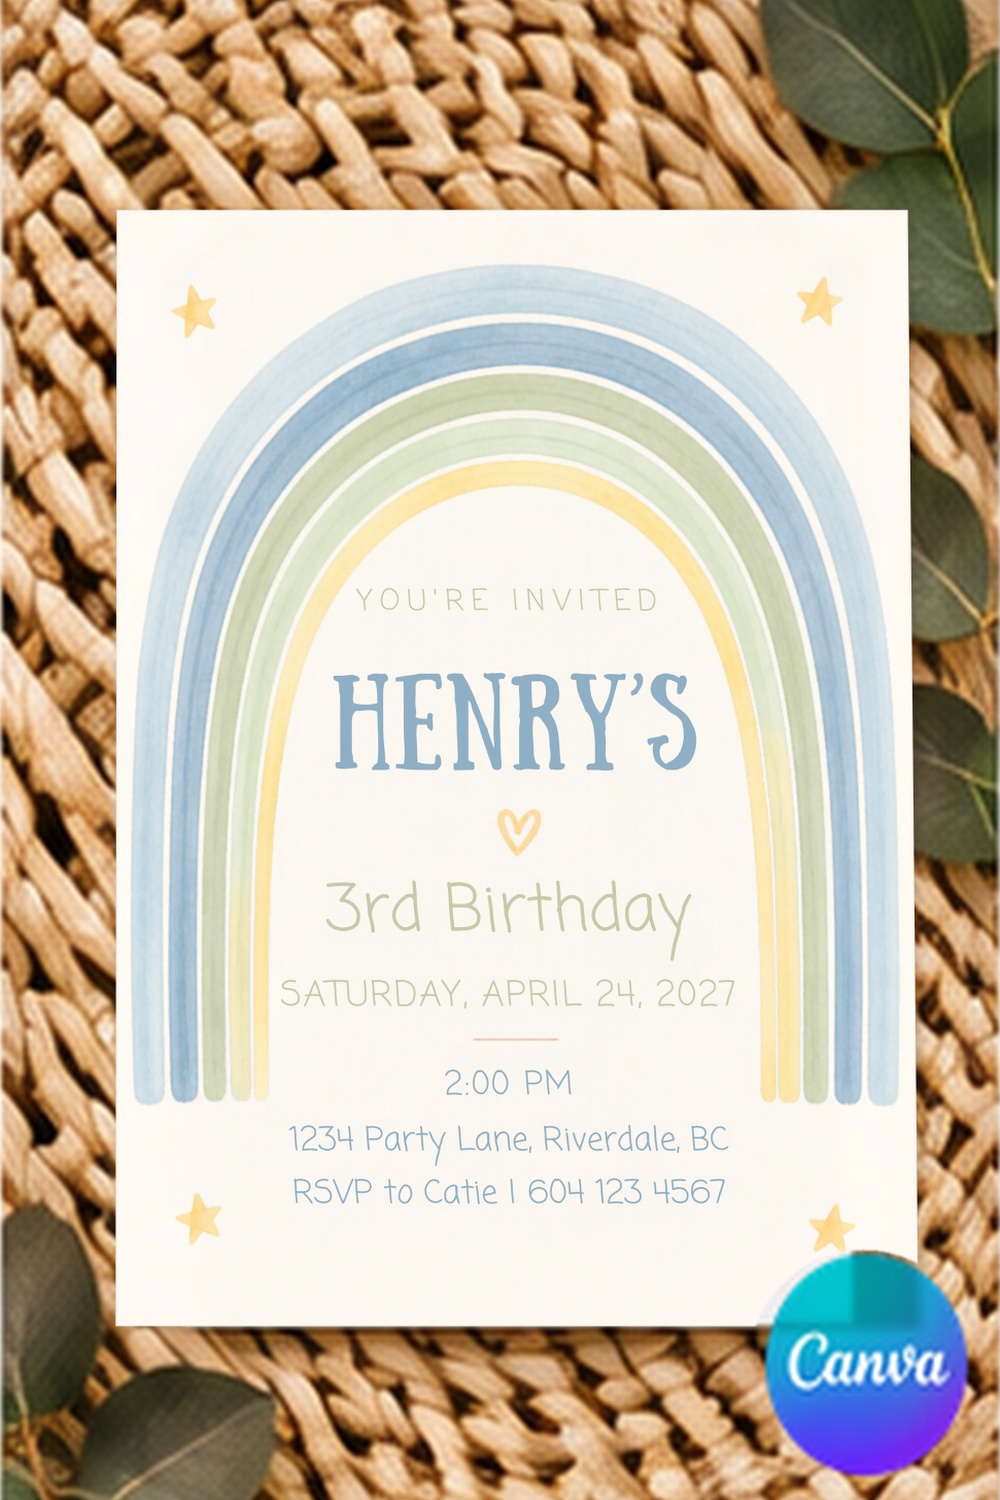 YOU'RE INVITED
HENRY'S
3rd Birthday
SATURDAY, APRIL 24, 2027
2:00 PM
1234 Party Lane, Riverdale, BC
RSVP to Catie | 604 123 4567
Canva